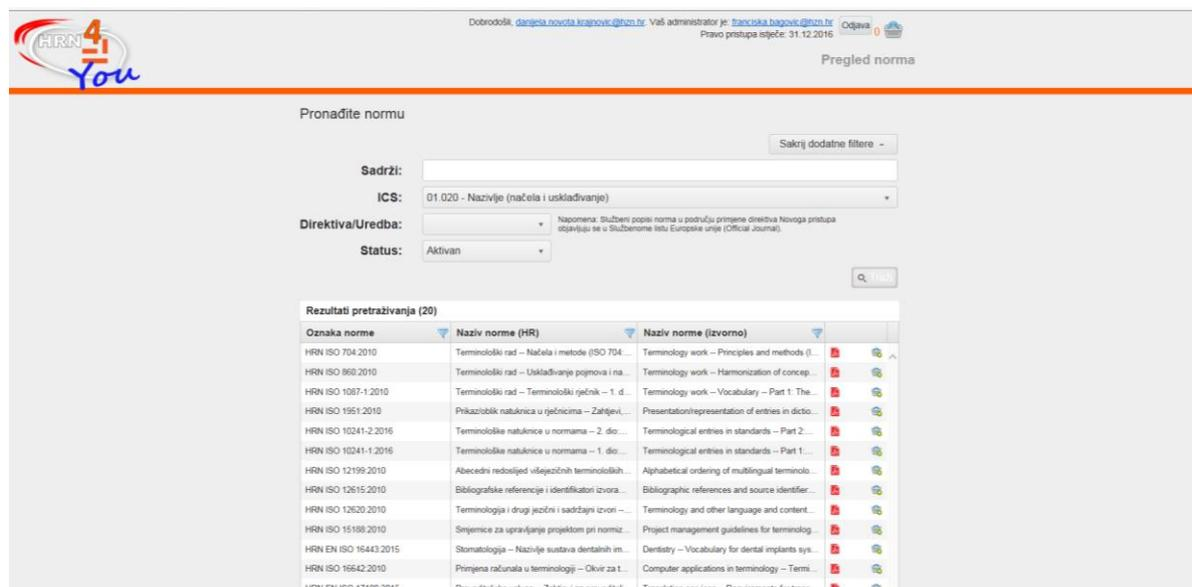 HRN4
You
Dobrodošli, danijela.novota.krajnovic@hzn.hr. Vaš administrator je: franciska.bagovic@hzn.hr
Odjava
0
Pravo pristupa istječe: 31.12.2016
Pregled norma
Pronađite normu
Sakrij dodatne filtere -
Sadrži:
ICS: 01.020 - Nazivlje (načela i usklađivanje)
Direktiva/Uredba:
Napomena: Službeni popisi norma u području primjene direktiva Novoga pristupa
objavljuju se u Službenome listu Europske unije (Official Journal).
Status: Aktivan
Rezultati pretraživanja (20)
Oznaka norme Naziv norme (HR) Naziv norme (izvorno)
HRN ISO 704:2010 Terminološki rad -- Načela i metode (ISO 704:... Terminology work -- Principles and methods (I...
HRN ISO 860:2010 Terminološki rad -- Usklađivanje pojmova i na... Terminology work -- Harmonization of concep...
HRN ISO 1087-1:2010 Terminološki rad -- Terminološki rječnik -- 1. d... Terminology work -- Vocabulary -- Part 1: The...
HRN ISO 1951:2010 Prikaz/oblik natuknica u rječnicima -- Zahtjevi,... Presentation/representation of entries in dictio...
HRN ISO 10241-2:2016 Terminološke natuknice u normama -- 2. dio:... Terminological entries in standards -- Part 2:...
HRN ISO 10241-1:2016 Terminološke natuknice u normama -- 1. dio:... Terminological entries in standards -- Part 1:...
HRN ISO 12199:2010 Abecedni redoslijed višejezičnih terminoloških... Alphabetical ordering of multilingual terminolo...
HRN ISO 12615:2010 Bibliografske referencije i identifikatori izvora... Bibliographic references and source identifier...
HRN ISO 12620:2010 Terminologija i drugi jezični i sadržajni izvori --... Terminology and other language and content...
HRN ISO 15188:2010 Smjernice za upravljanje projektom pri normiz... Project management guidelines for terminolog...
HRN EN ISO 16443:2015 Stomatologija -- Nazivlje sustava dentalnih im... Dentistry -- Vocabulary for dental implants sys...
HRN ISO 16642:2010 Primjena računala u terminologiji -- Okvir za t... Computer applications in terminology -- Termi...